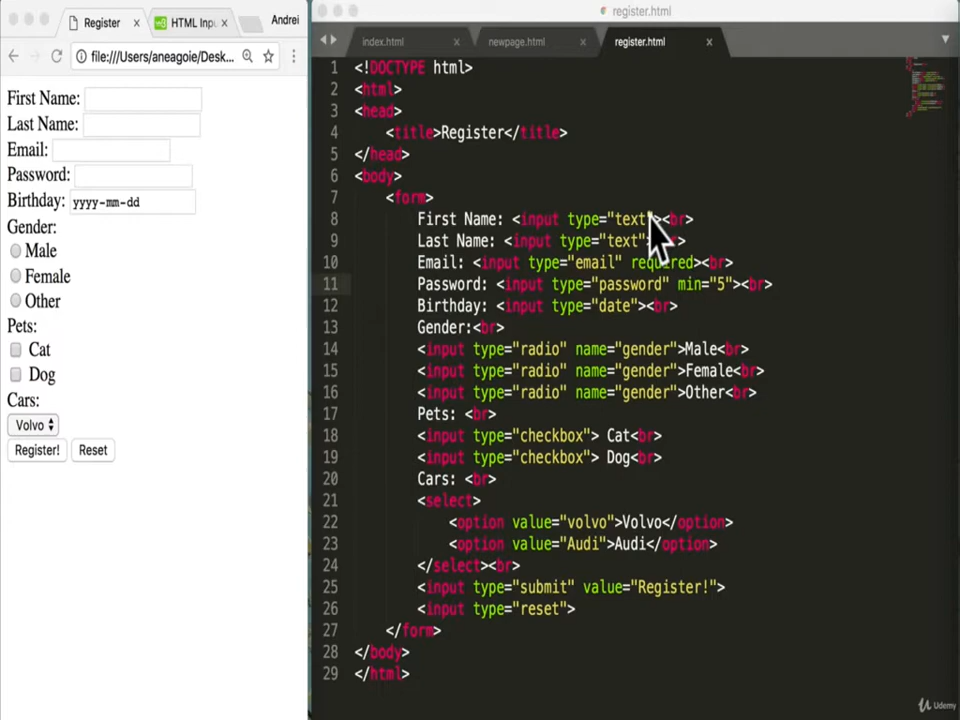 Register
HTML Inpu
Andrei
file:///Users/aneagoie/Desk...
First Name:
Last Name:
Email:
Password:
Birthday: yyyy-mm-dd
Gender:
Male
Female
Other
Pets:
Cat
Dog
Cars:
Volvo
Register! Reset
register.html
index.html newpage.html register.html
1 <!DOCTYPE html>
2 <html>
3 <head>
4 <title>Register</title>
5 </head>
6 <body>
7 <form>
8 First Name: <input type="text"><br>
9 Last Name: <input type="text">
10 Email: <input type="email" required><br>
11 Password: <input type="password" min="5"><br>
12 Birthday: <input type="date"><br>
13 Gender:<br>
14 <input type="radio" name="gender">Male<br>
15 <input type="radio" name="gender">Female<br>
16 <input type="radio" name="gender">Other<br>
17 Pets: <br>
18 <input type="checkbox"> Cat<br>
19 <input type="checkbox"> Dog<br>
20 Cars: <br>
21 <select>
22 <option value="volvo">Volvo</option>
23 <option value="Audi">Audi</option>
24 </select><br>
25 <input type="submit" value="Register!">
26 <input type="reset">
27 </form>
28 </body>
29 </html>
Udemy